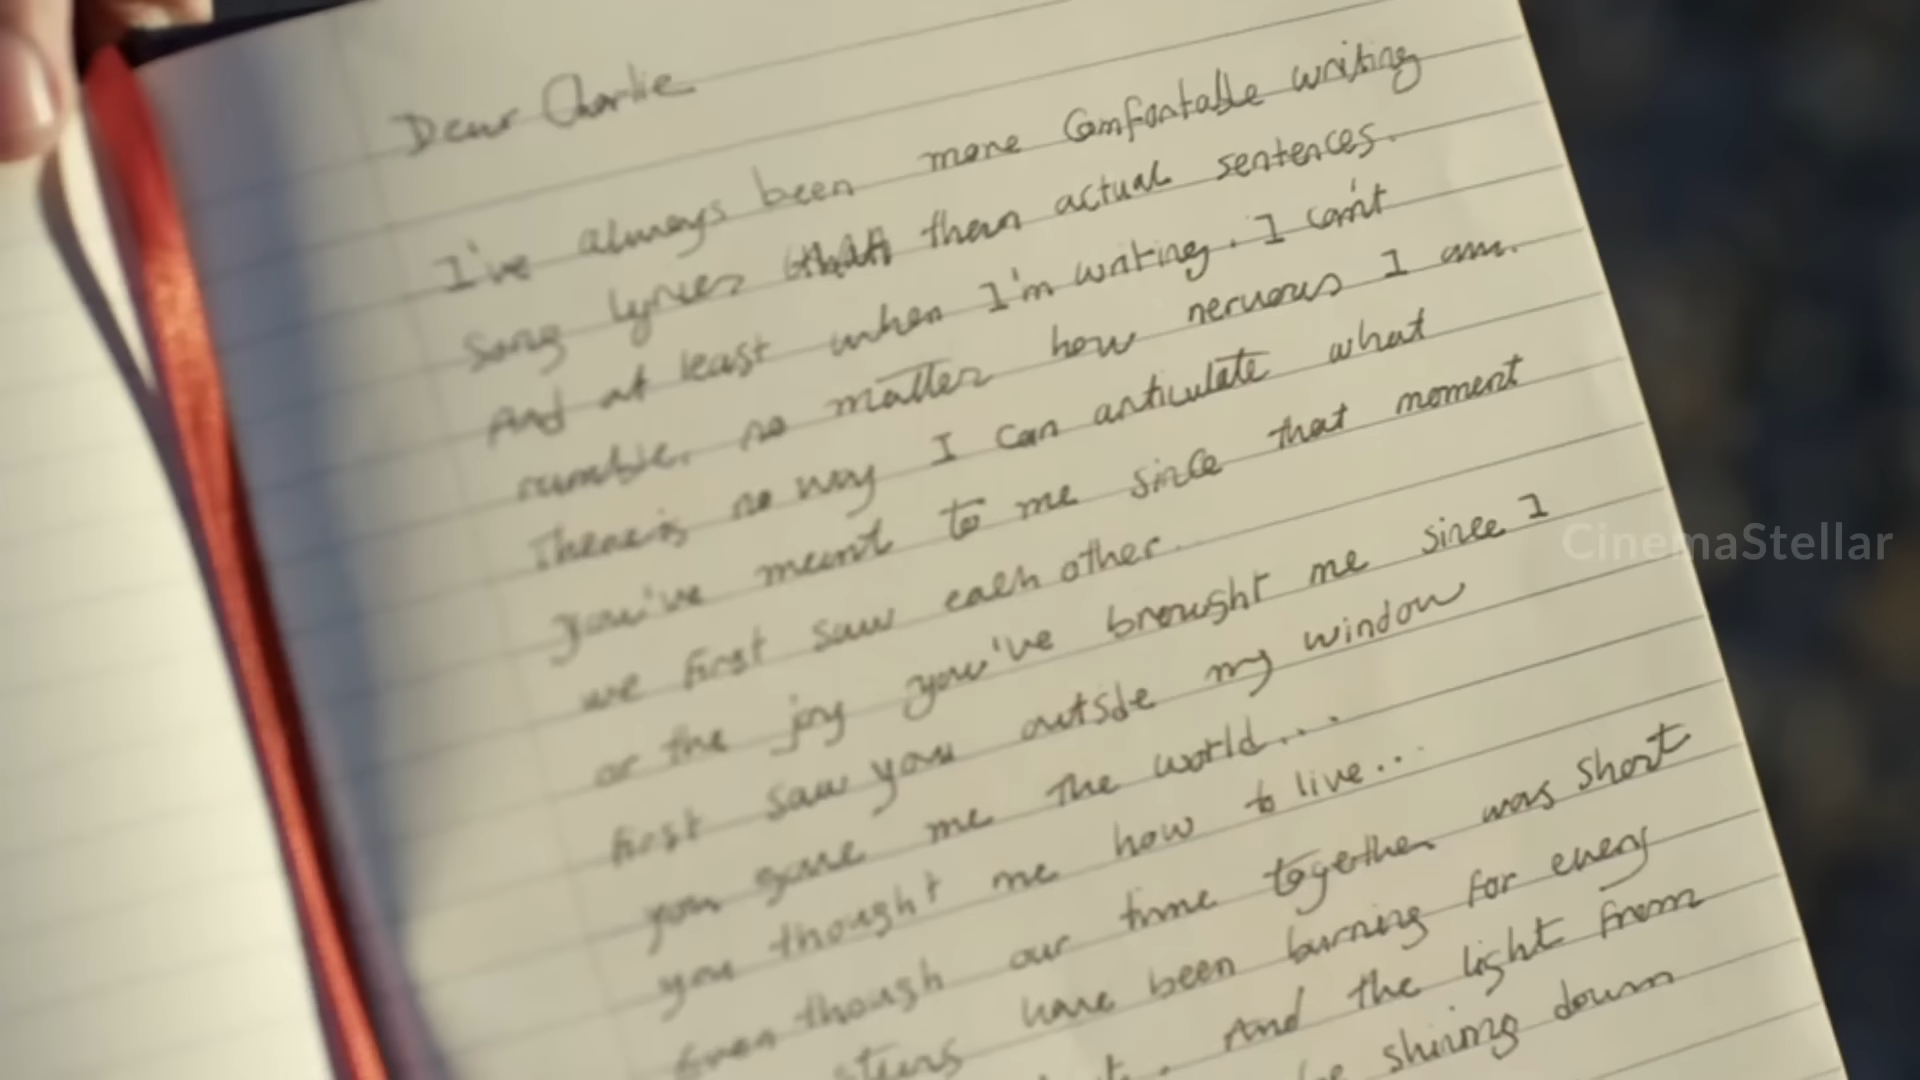 Dear Charlie
I've always been more comfortable writing
song lyrics than than actual sentences.
And at least when I'm writing. I can't
rumble, no matter how nervous I am.
There is no way I can articulate what
you've meant to me since that moment
we first saw each other.
or the joy you've brought me since I
first saw you outside my window
you gave me the world...
you thought me how to live...
Even though our time together was short
have been burning for every
And the light from
shining down
CinemaStellar